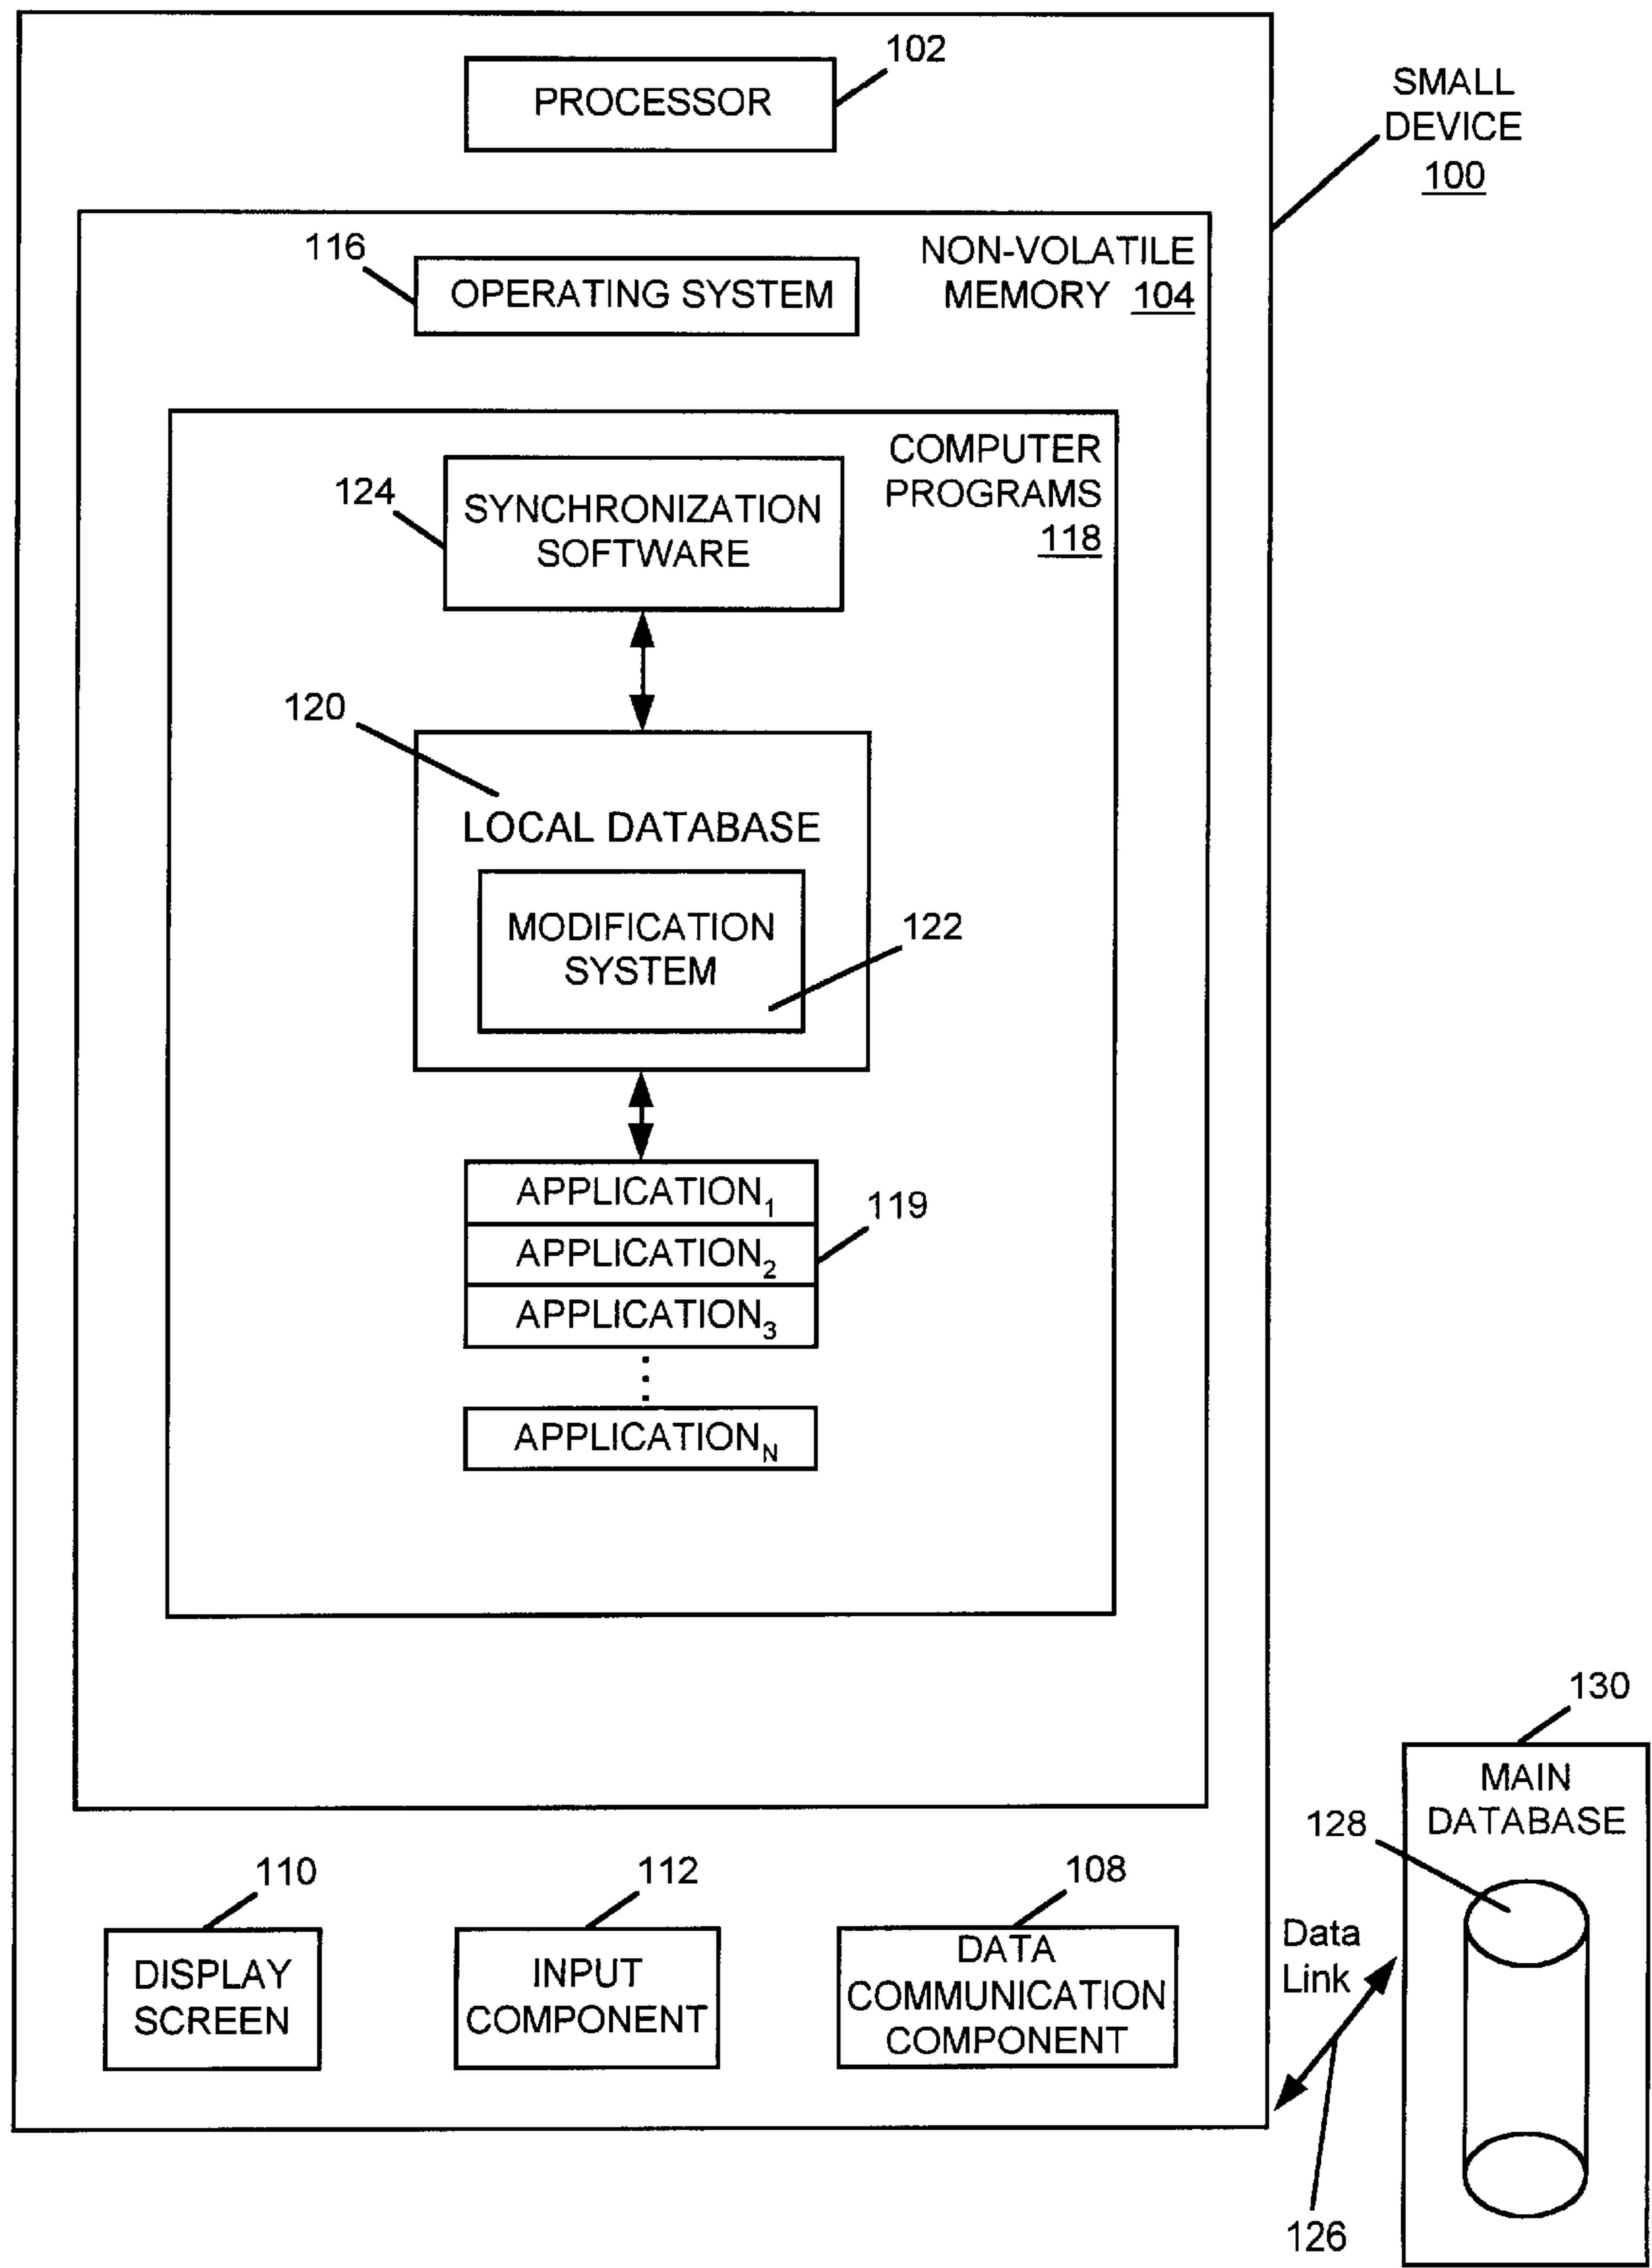 102
PROCESSOR
SMALL
DEVICE
100
116
OPERATING SYSTEM
NON-VOLATILE
MEMORY 104
COMPUTER
PROGRAMS
118
124
SYNCHRONIZATION
SOFTWARE
120
LOCAL DATABASE
MODIFICATION
SYSTEM
122
APPLICATION1
119
APPLICATION2
APPLICATION3
APPLICATIONN
130
MAIN
DATABASE
128
110
DISPLAY
SCREEN
112
INPUT
COMPONENT
108
DATA
COMMUNICATION
COMPONENT
Data
Link
126